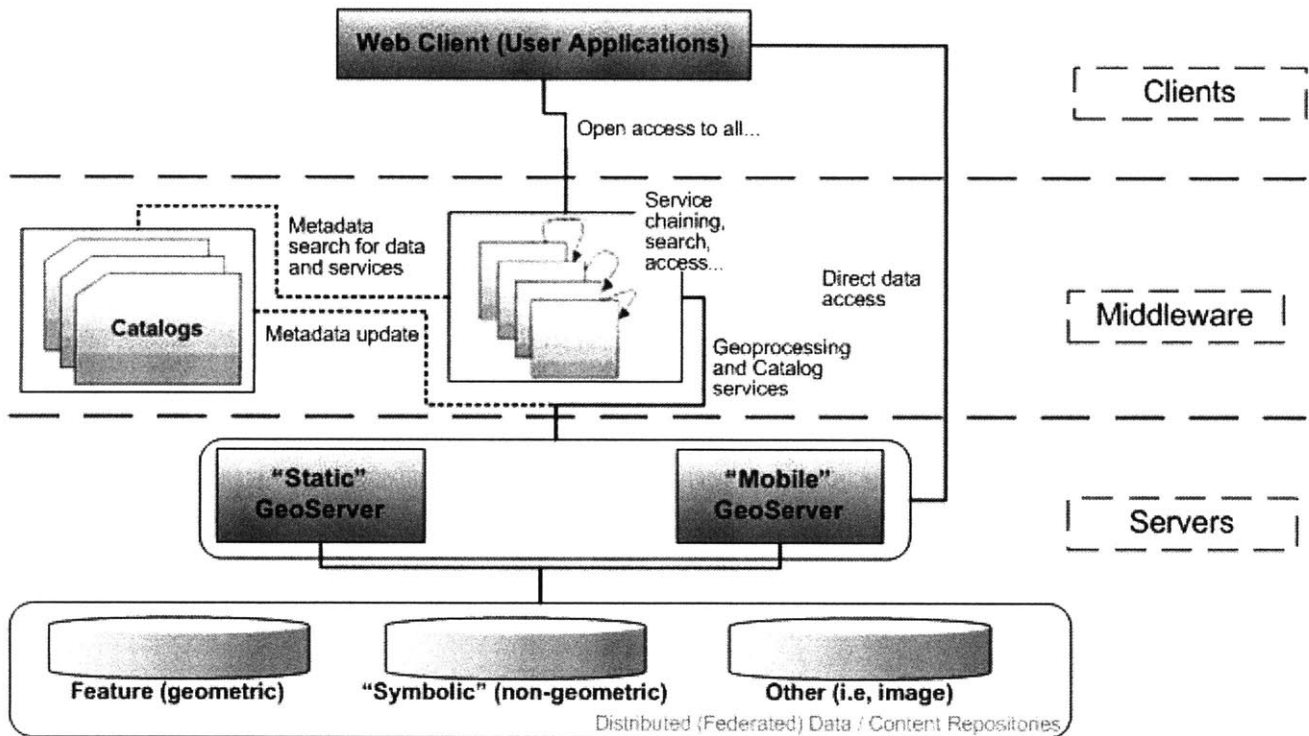 Web Client (User Applications)
Clients
Open access to all...
Service
chaining,
search,
access...
Metadata
search for data
and services
Direct data
access
Middleware
Catalogs
Metadata update
Geoprocessing
and Catalog
services
“Static”
GeoServer
“Mobile”
GeoServer
Servers
Feature (geometric)
“Symbolic” (non-geometric)
Other (i.e, image)
Distributed (Federated) Data / Content Repositories